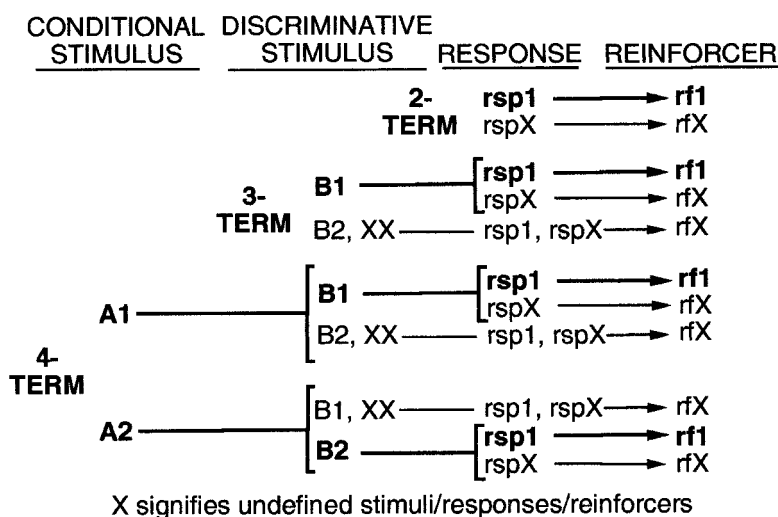 CONDITIONAL DISCRIMINATIVE
STIMULUS STIMULUS RESPONSE REINFORCER
2- rsp1 rf1
TERM rspX rfX
B1 rsp1 rf1
3- rspX rfX
TERM B2, XX rsp1, rspX rfX
B1 rsp1 rf1
A1 rspX rfX
B2, XX rsp1, rspX rfX
4-
TERM
B1, XX rsp1, rspX rfX
A2 rsp1 rf1
B2 rspX rfX
X signifies undefined stimuli/responses/reinforcers